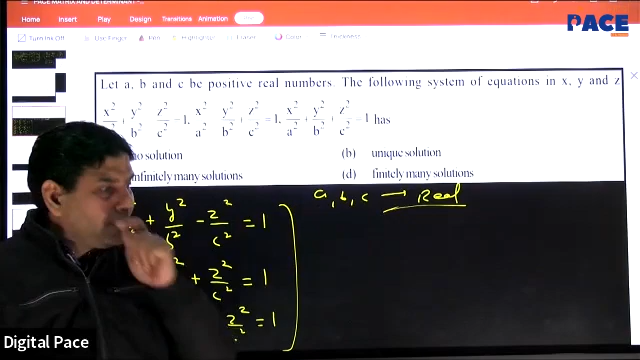 PACE MATRIX AND DETERMINANT
Home Insert Play Design Transitions Animation
PACE
Turn Ink Off Use Finger Pen Highlighter Eraser Color Thickness
Let a, b and c be positive real numbers. The following system of equations in x, y and z
x²/ + y²/b² − z²/c² = 1, x²/a² y²/b² + z²/c² = 1, x²/a² + y²/b² + z²/c² 1 has
no solution (b) unique solution
infinitely many solutions (d) finitely many solutions
a, b, c → Real
+ y²/b² − z²/c² = 1
+ z²/c² = 1
z²/c² = 1
Digital Pace